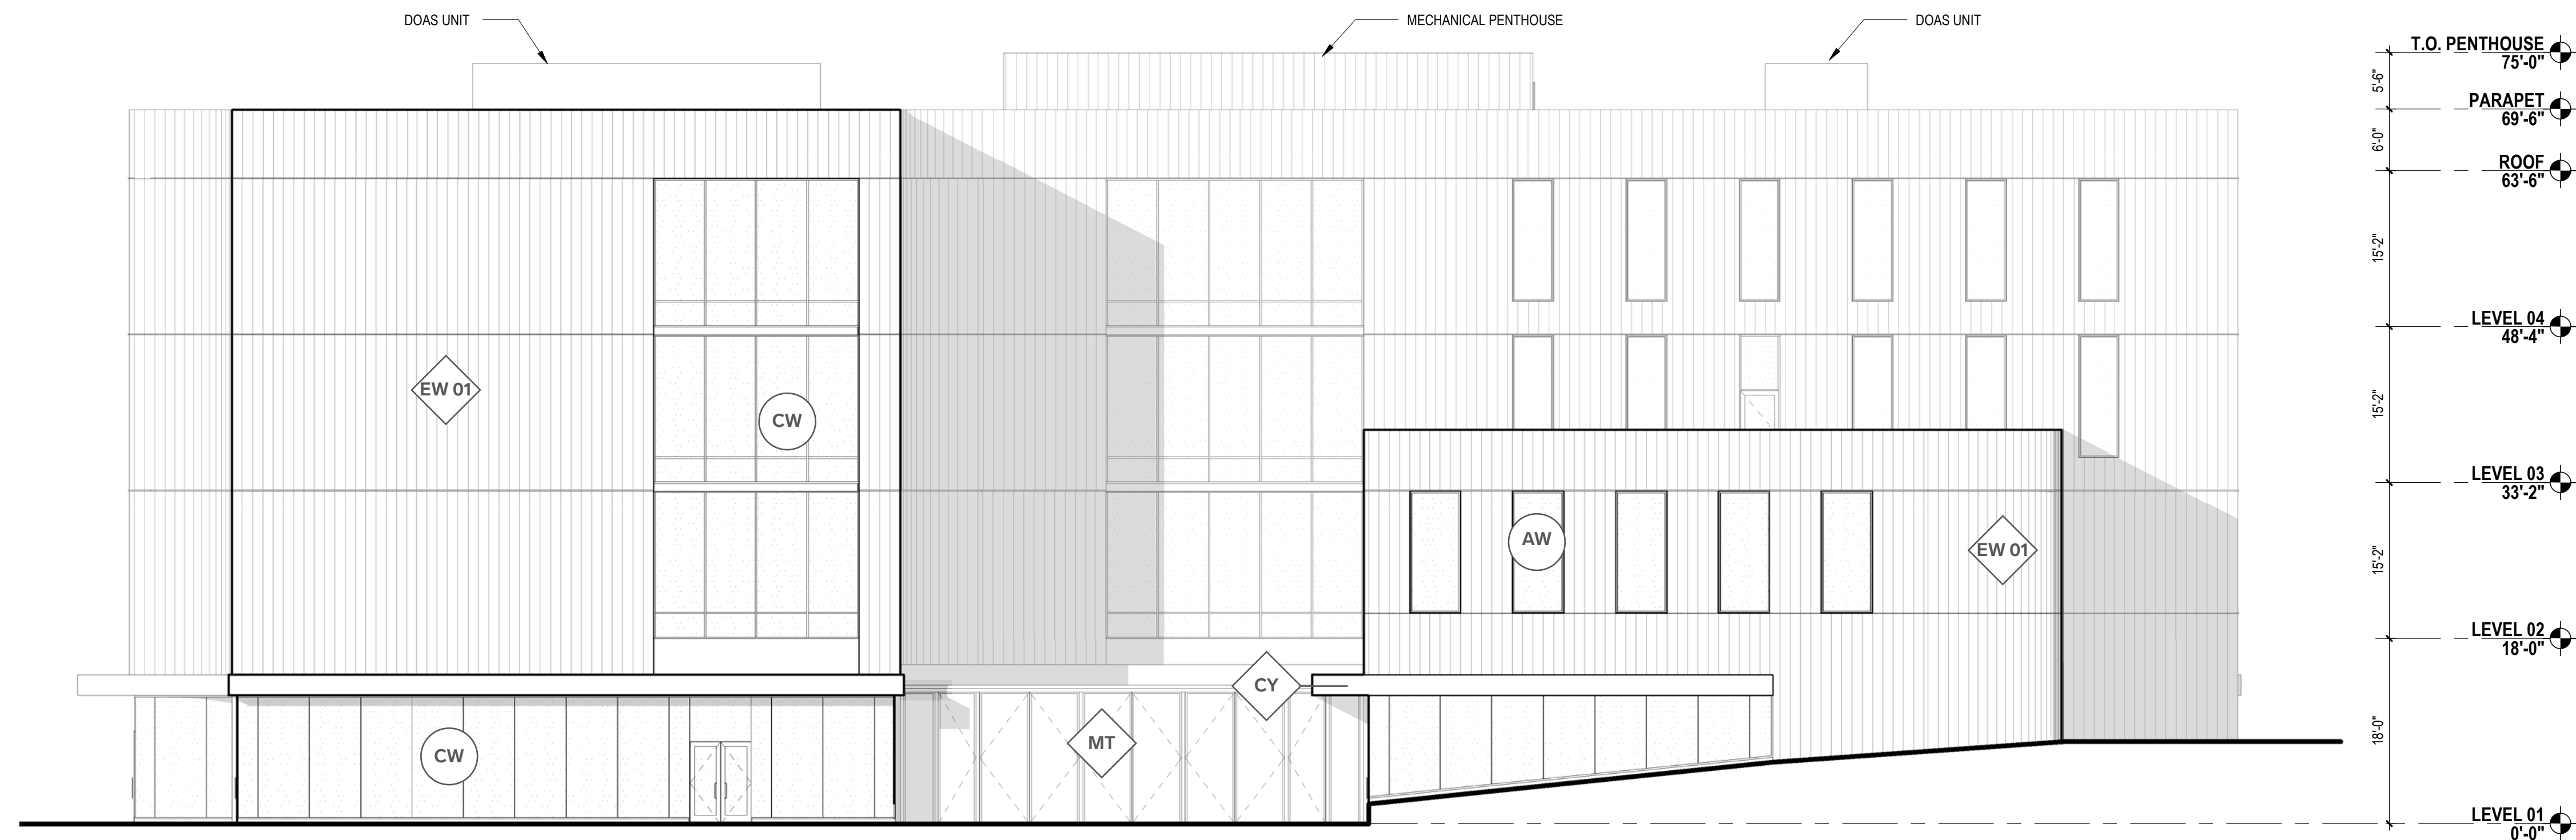 DOAS UNIT
MECHANICAL PENTHOUSE
DOAS UNIT
T.O. PENTHOUSE
75'-0"
5'-6"
PARAPET
69'-6"
6'-0"
ROOF
63'-6"
15'-2"
LEVEL 04
48'-4"
EW 01
CW
15'-2"
LEVEL 03
33'-2"
AW
EW 01
15'-2"
LEVEL 02
18'-0"
CY
MT
CW
18'-0"
LEVEL 01
0'-0"